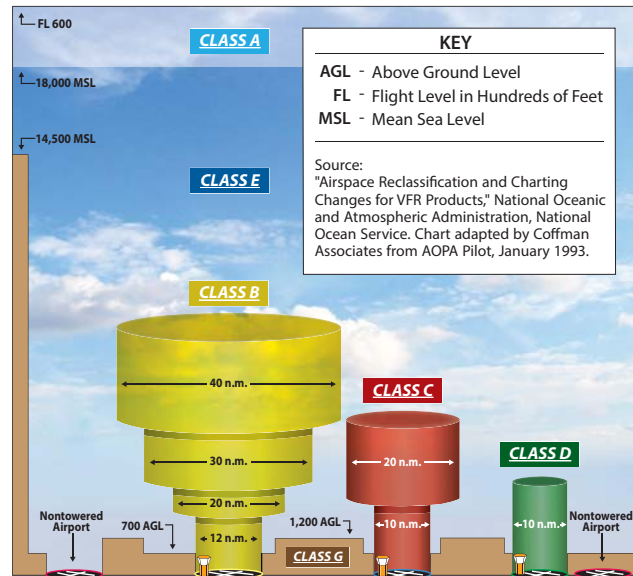 FL 600
CLASS A
18,000 MSL
14,500 MSL
KEY
AGL - Above Ground Level
FL - Flight Level in Hundreds of Feet
MSL - Mean Sea Level
Source:
"Airspace Reclassification and Charting
Changes for VFR Products," National Oceanic
and Atmospheric Administration, National
Ocean Service. Chart adapted by Coffman
Associates from AOPA Pilot, January 1993.
CLASS E
CLASS B
40 n.m.
CLASS C
30 n.m.
20 n.m.
CLASS D
20 n.m.
Nontowered
Airport
700 AGL
12 n.m.
1,200 AGL
CLASS G
10 n.m.
10 n.m.
Nontowered
Airport